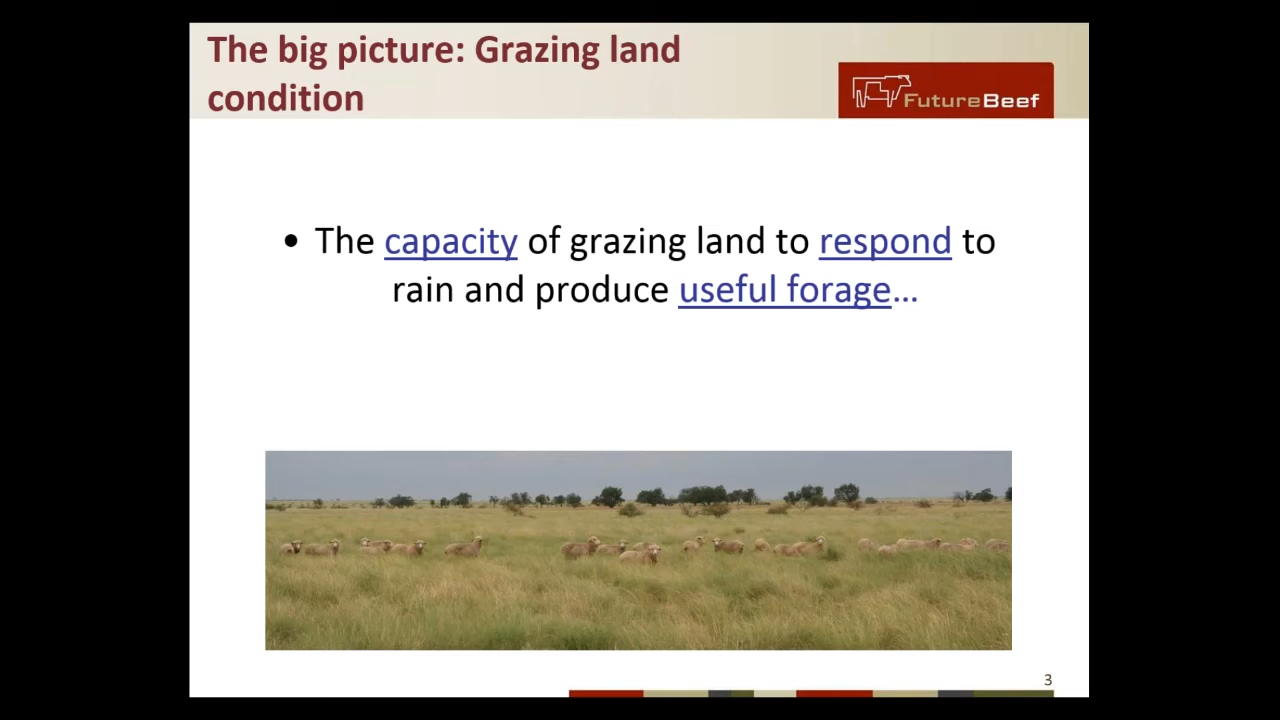 The big picture: Grazing land
condition
FutureBeef
• The capacity of grazing land to respond to
rain and produce useful forage...
3